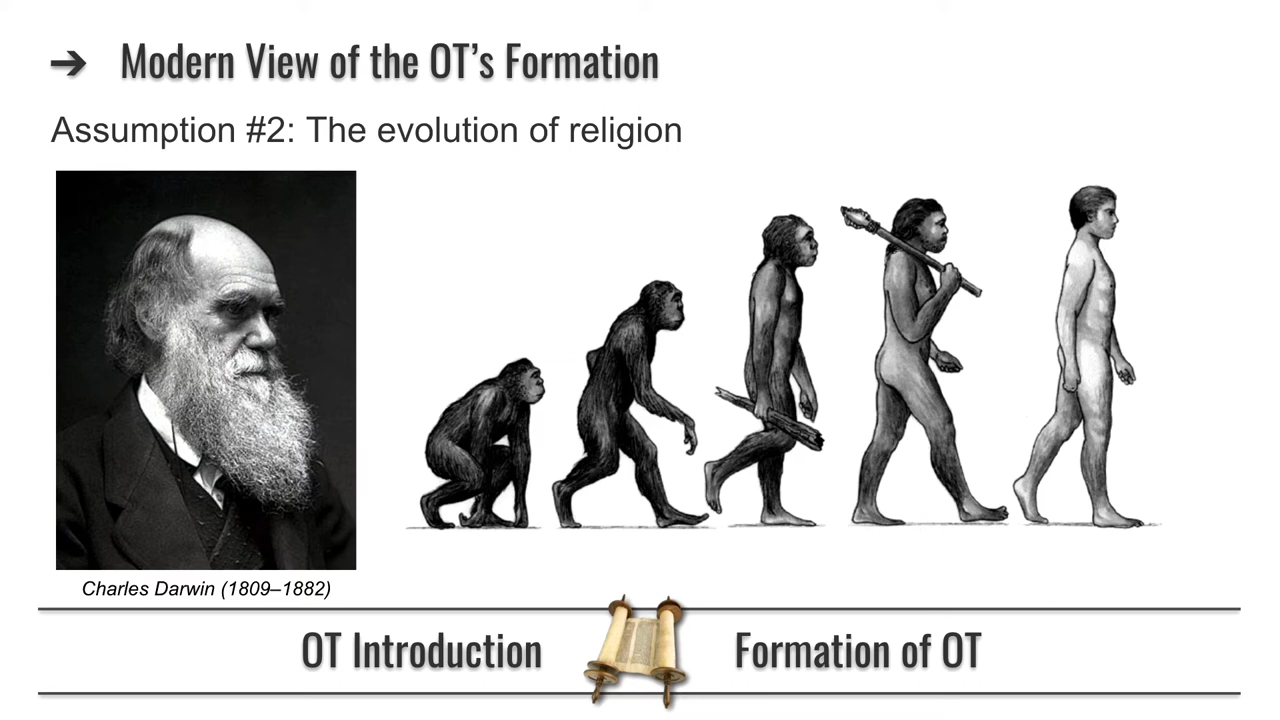 ➔ Modern View of the OT’s Formation
Assumption #2: The evolution of religion
Charles Darwin (1809–1882)
OT Introduction
Formation of OT